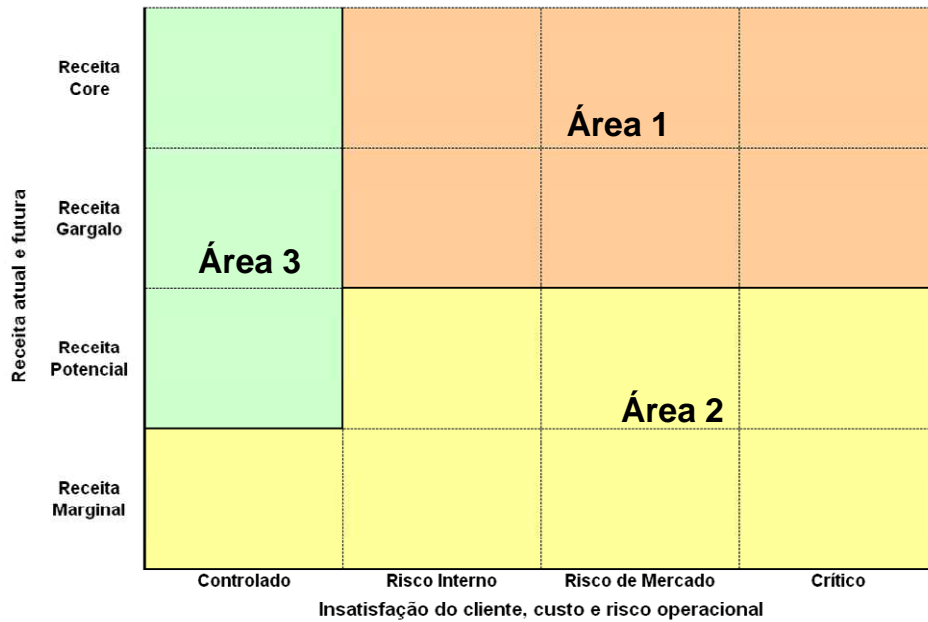 Receita
Core
Área 1
Receita
Gargalo
Área 3
Receita atual e futura
Receita
Potencial
Área 2
Receita
Marginal
Controlado
Risco Interno
Risco de Mercado
Crítico
Insatisfação do cliente, custo e risco operacional